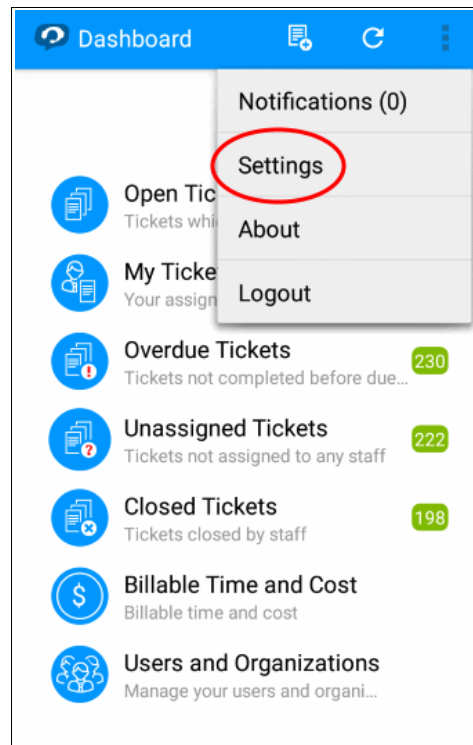 Dashboard
Notifications (0)
Settings
About
Logout
Open Tic
Tickets whi
My Ticke
Your assign
Overdue Tickets
230
Tickets not completed before due...
Unassigned Tickets
222
Tickets not assigned to any staff
Closed Tickets
198
Tickets closed by staff
$
Billable Time and Cost
Billable time and cost
Users and Organizations
Manage your users and organi...